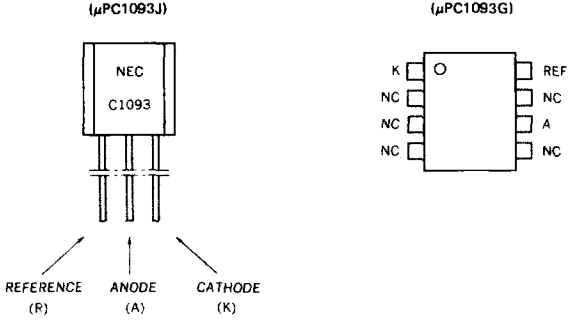 (μPC1093J)
NEC
C1093
REFERENCE
(R)
ANODE
(A)
CATHODE
(K)
(μPC1093G)
K
NC
NC
NC
REF
NC
A
NC